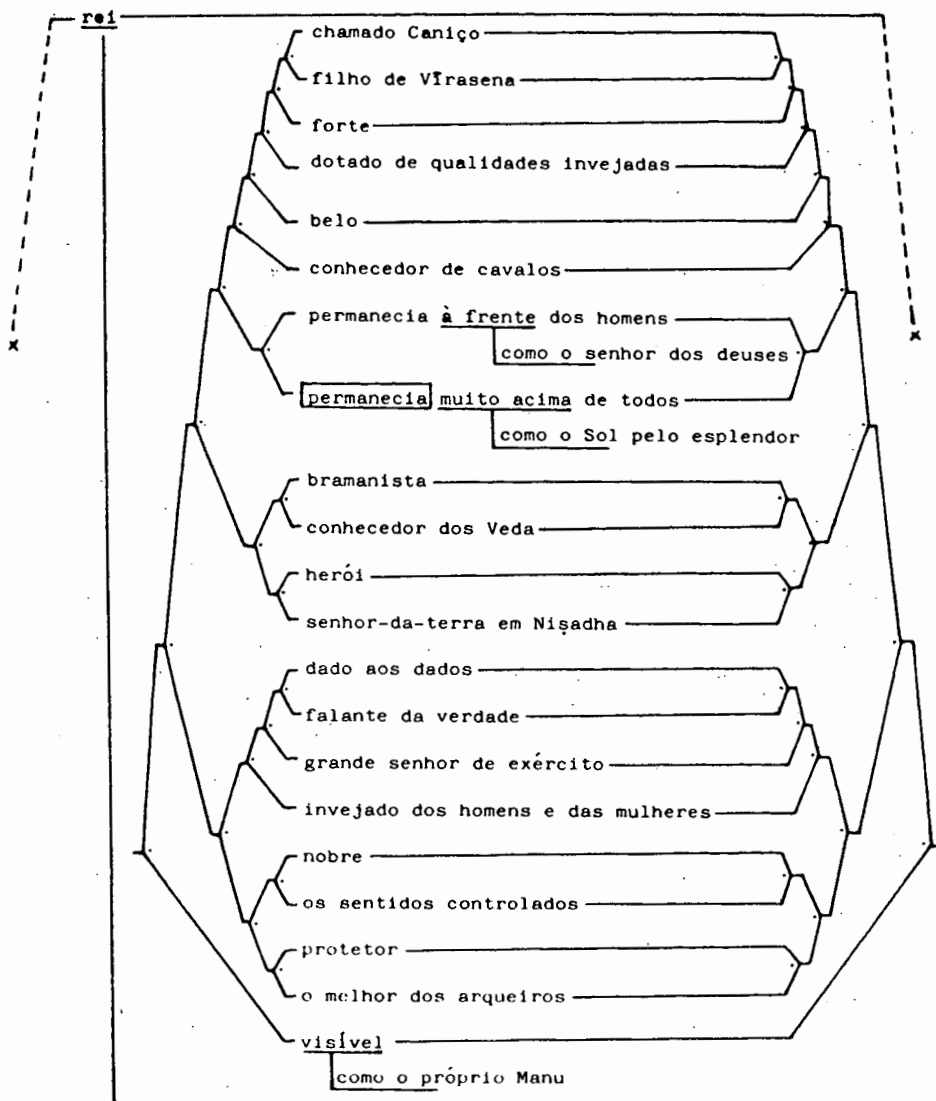 rei
chamado Caniço
filho de Vīrasena
forte
dotado de qualidades invejadas
belo
conhecedor de cavalos
permanecia à frente dos homens
como o senhor dos deuses
x
x
permanecia muito acima de todos
como o Sol pelo esplendor
bramanista
conhecedor dos Veda
herói
senhor-da-terra em Niṣadha
dado aos dados
falante da verdade
grande senhor de exército
invejado dos homens e das mulheres
nobre
os sentidos controlados
protetor
o melhor dos arqueiros
visível
como o próprio Manu